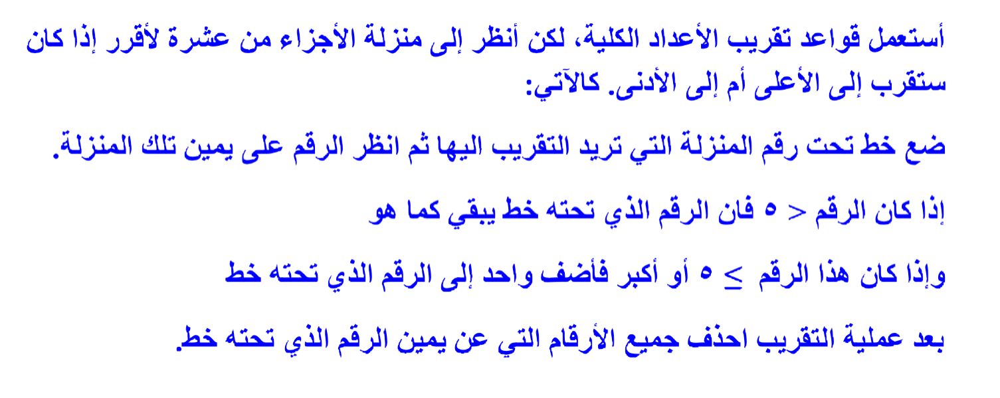 أستعمل قواعد تقريب الأعداد الكلية، لكن أنظر إلى منزلة الأجزاء من عشرة لأقرر إذا كان
ستقرب إلى الأعلى أم إلى الأدنى. كالآتي:
ضع خط تحت رقم المنزلة التي تريد التقريب اليها ثم انظر الرقم على يمين تلك المنزلة.
إذا كان الرقم > ٥ فان الرقم الذي تحته خط يبقي كما هو
وإذا كان هذا الرقم ≤ ٥ أو أكبر فأضف واحد إلى الرقم الذي تحته خط
بعد عملية التقريب احذف جميع الأرقام التي عن يمين الرقم الذي تحته خط.